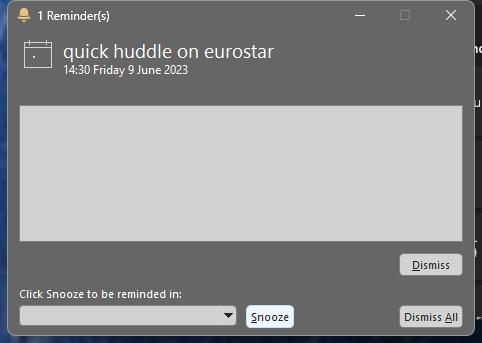 1 Reminder(s)
quick huddle on eurostar
14:30 Friday 9 June 2023
Dismiss
Click Snooze to be reminded in:
Snooze
Dismiss All